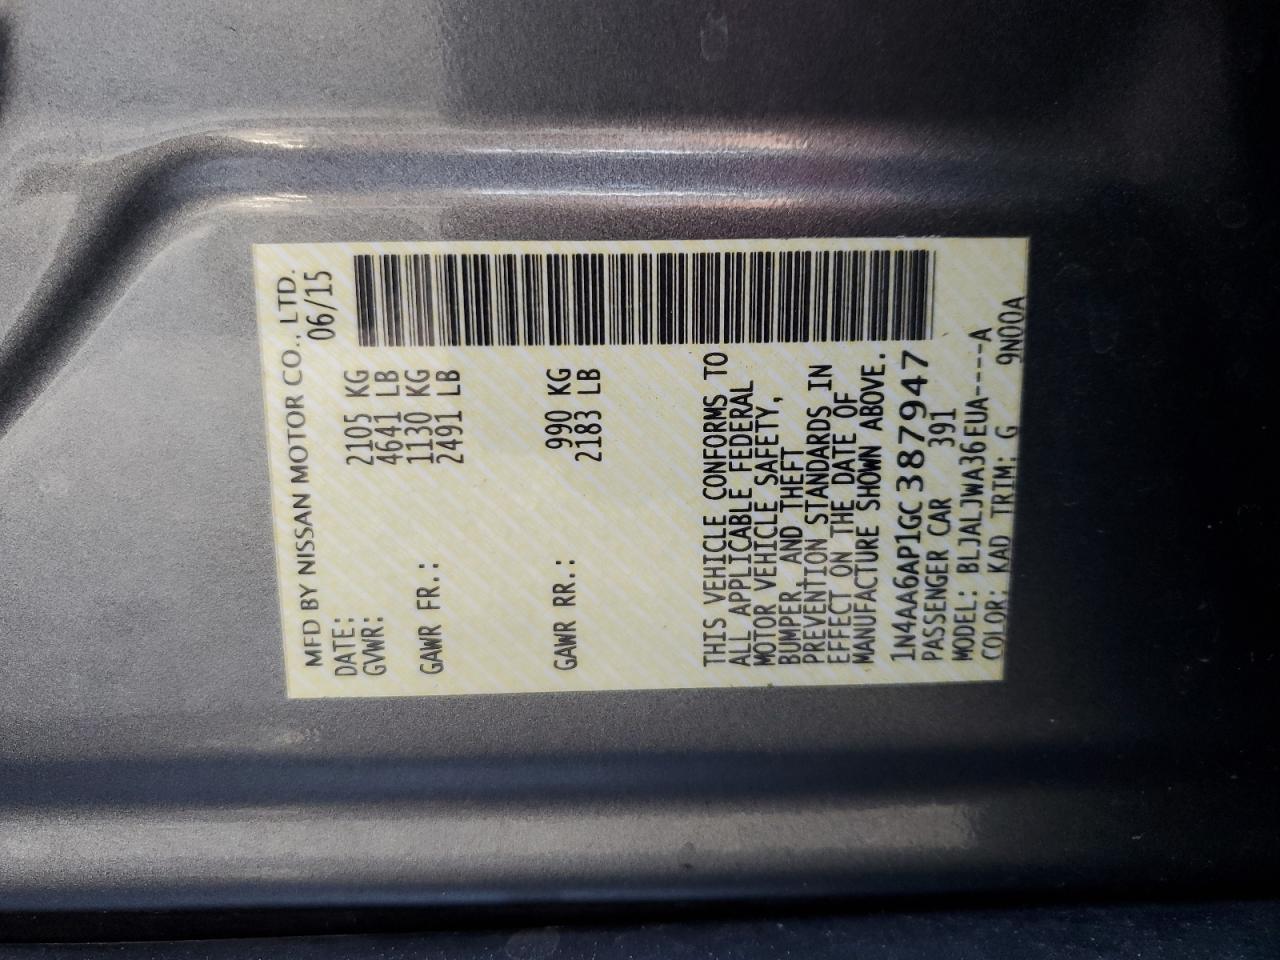 MFD BY NISSAN MOTOR CO., LTD.
DATE: 06/15
GVWR: 2105 KG
4641 LB
GAWR FR.: 1130 KG
2491 LB
GAWR RR.: 990 KG
2183 LB
THIS VEHICLE CONFORMS TO
ALL APPLICABLE FEDERAL
MOTOR VEHICLE SAFETY,
BUMPER, AND THEFT
PREVENTION STANDARDS IN
EFFECT ON THE DATE OF
MANUFACTURE SHOWN ABOVE.
1N4AA6AP1GC387947
PASSENGER CAR 391
MODEL: BLJALJWA36EUA----A
COLOR: KAD TRIM: G 9N00A